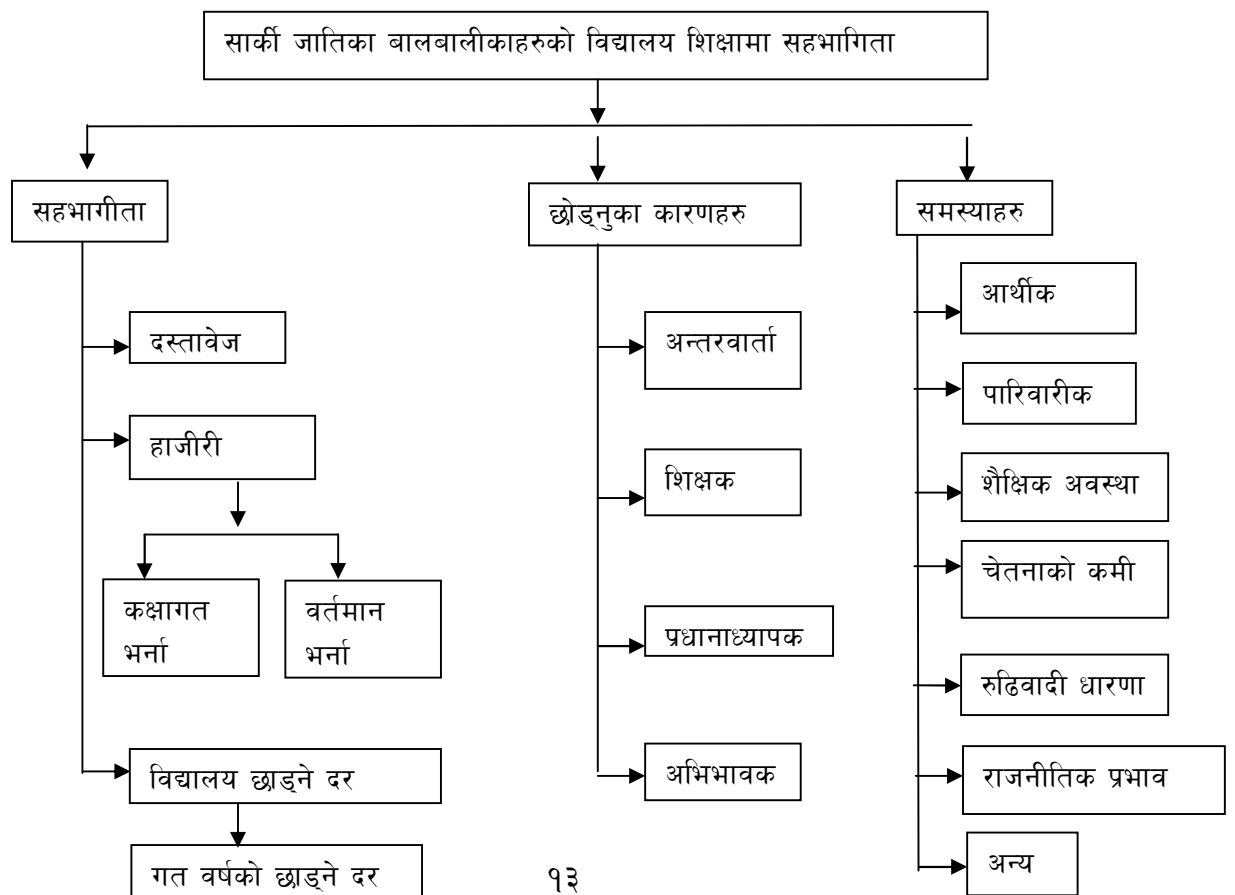 सार्की जातिका बालबालीकाहरुको विद्यालय शिक्षामा सहभागिता
सहभागीता
दस्तावेज
हाजीरी
कक्षागत
भर्ना
वर्तमान
भर्ना
विद्यालय छाड्ने दर
गत वर्षको छाड्ने दर
छोड्नुका कारणहरु
अन्तरवार्ता
शिक्षक
प्रधानाध्यापक
अभिभावक
समस्याहरु
आर्थीक
पारिवारीक
शैक्षिक अवस्था
चेतनाको कमी
रुढिवादी धारणा
राजनीतिक प्रभाव
अन्य
१३